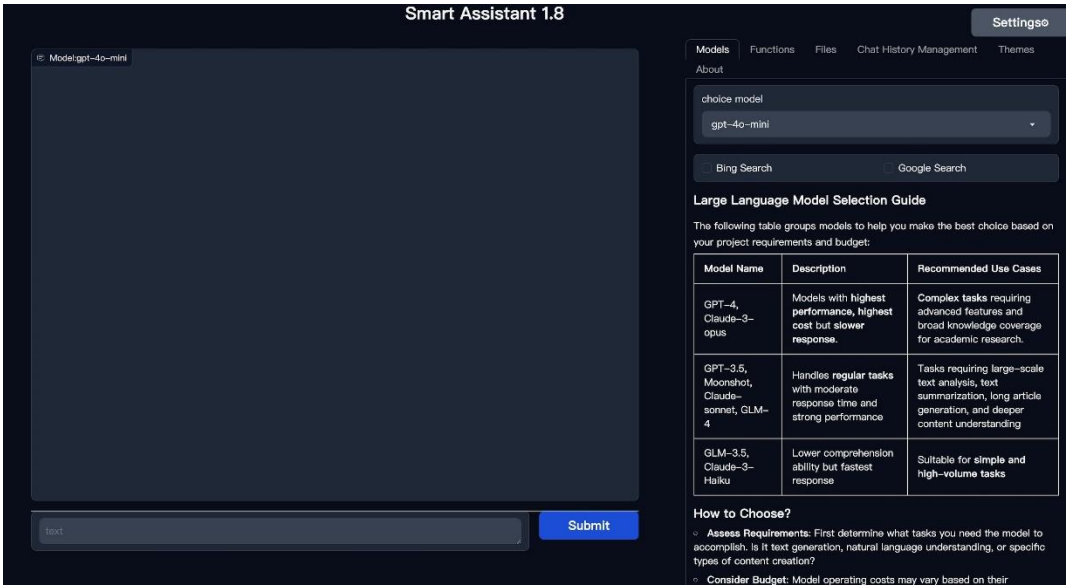 Smart Assistant 1.8
Settings⚙
Model:gpt-4o-mini
text
Submit
Models Functions Files Chat History Management Themes
About
choice model
gpt-4o-mini
Bing Search Google Search
Large Language Model Selection Guide
The following table groups models to help you make the best choice based on
your project requirements and budget:
Model Name Description Recommended Use Cases
GPT-4,
Claude-3-
opus
Models with highest
performance, highest
cost but slower
response.
Complex tasks requiring
advanced features and
broad knowledge coverage
for academic research.
GPT-3.5,
Moonshot,
Claude-
sonnet, GLM-
4
Handles regular tasks
with moderate
response time and
strong performance
Tasks requiring large-scale
text analysis, text
summarization, long article
generation, and deeper
content understanding
GLM-3.5,
Claude-3-
Haiku
Lower comprehension
ability but fastest
response
Suitable for simple and
high-volume tasks
How to Choose?
○ Assess Requirements: First determine what tasks you need the model to
accomplish. Is it text generation, natural language understanding, or specific
types of content creation?
○ Consider Budget: Model operating costs may vary based on their